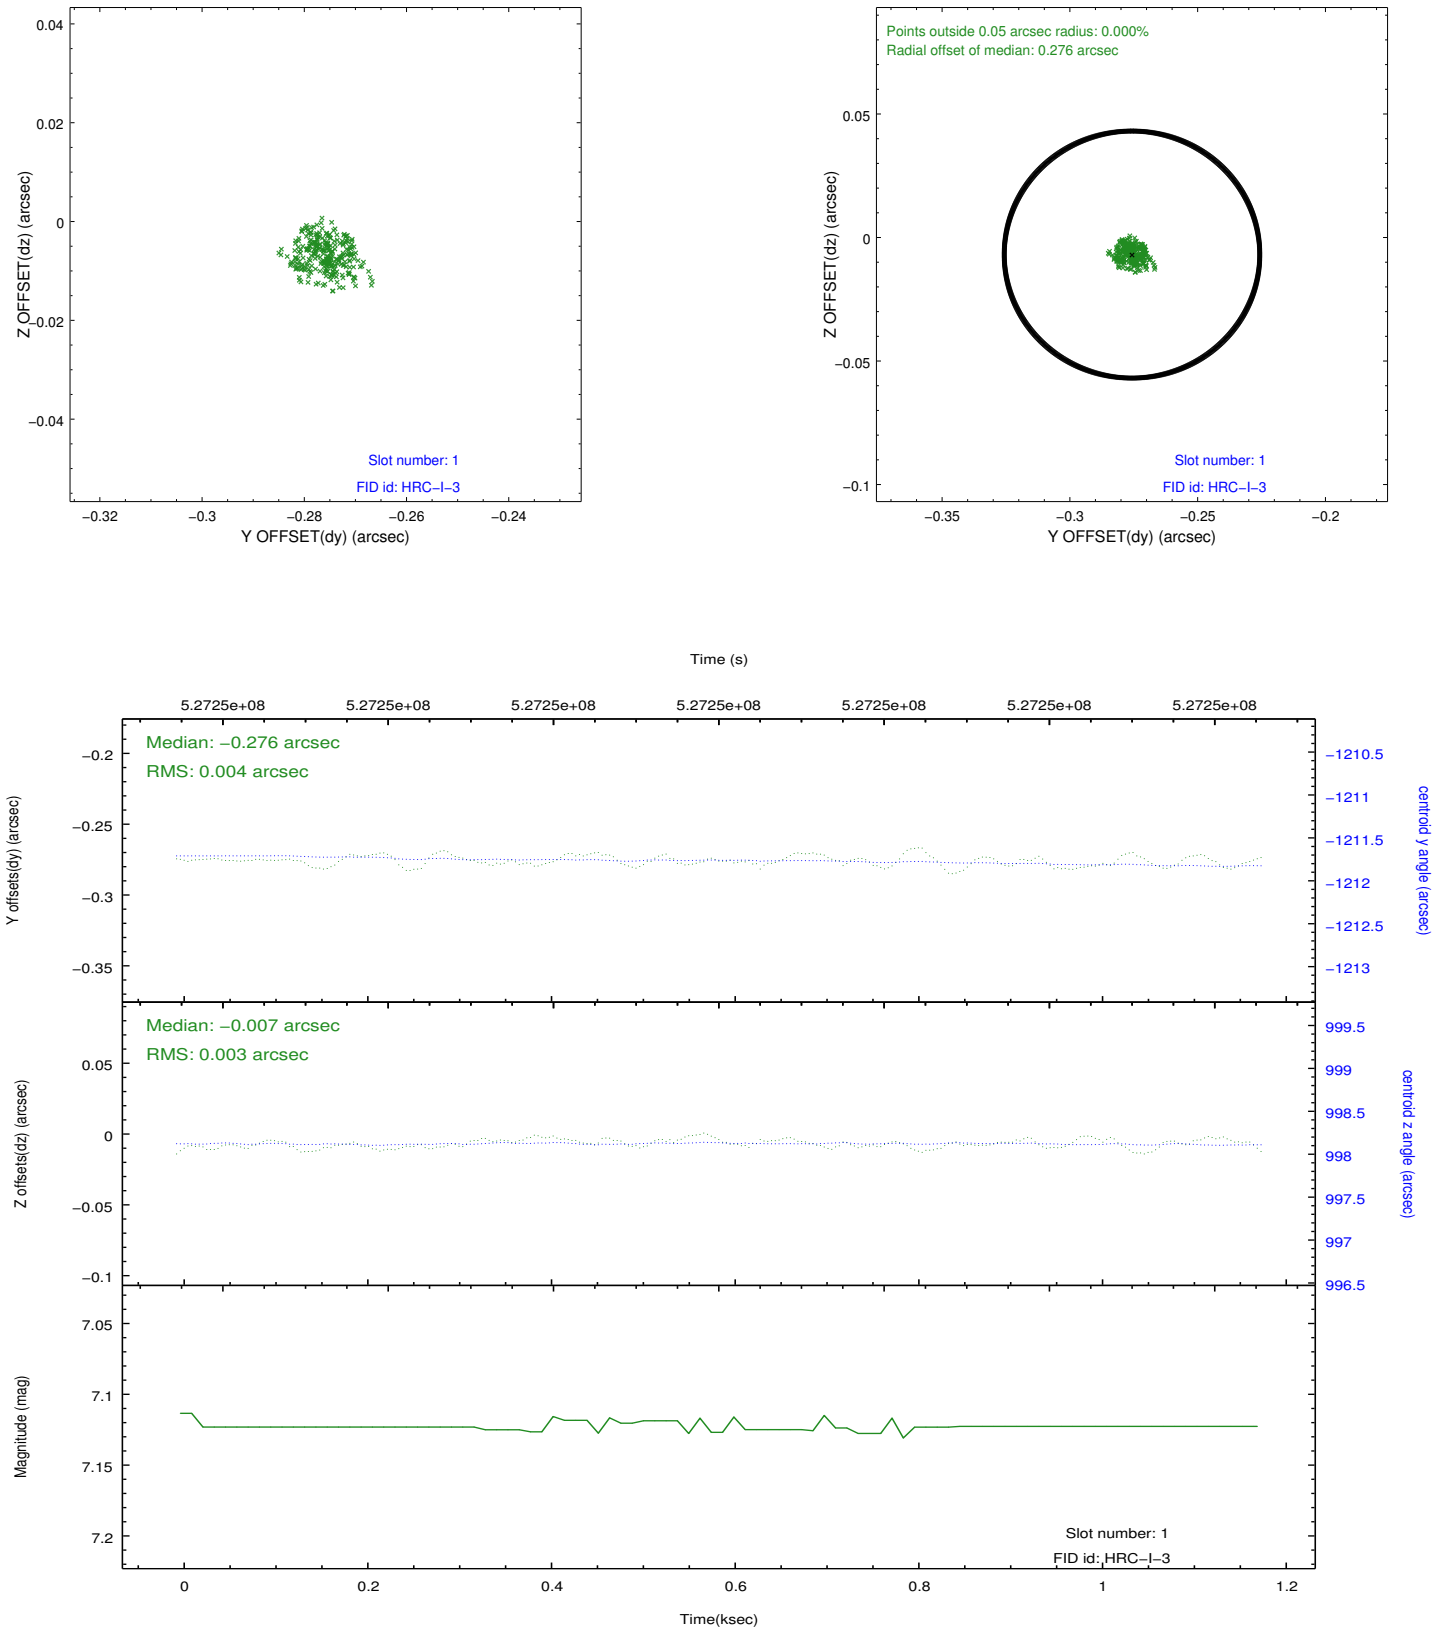 0.04
0.02
0
−0.02
−0.04
Z OFFSET(dz) (arcsec)
Slot number: 1
FID id: HRC−I−3
−0.32
−0.3
−0.28
−0.26
−0.24
Y OFFSET(dy) (arcsec)
Points outside 0.05 arcsec radius: 0.000%
Radial offset of median: 0.276 arcsec
0.05
0
−0.05
−0.1
Z OFFSET(dz) (arcsec)
Slot number: 1
FID id: HRC−I−3
−0.35
−0.3
−0.25
−0.2
Y OFFSET(dy) (arcsec)
Time (s)
5.2725e+08 5.2725e+08 5.2725e+08 5.2725e+08 5.2725e+08 5.2725e+08 5.2725e+08
Median: −0.276 arcsec
RMS: 0.004 arcsec
−0.2
−0.25
−0.3
−0.35
Y offsets(dy) (arcsec)
−1210.5
−1211
−1211.5
−1212
−1212.5
−1213
centroid y angle (arcsec)
Median: −0.007 arcsec
RMS: 0.003 arcsec
0.05
0
−0.05
−0.1
Z offsets(dz) (arcsec)
999.5
999
998.5
998
997.5
997
996.5
centroid z angle (arcsec)
7.05
7.1
7.15
7.2
Magnitude (mag)
Slot number: 1
FID id: HRC−I−3
0 0.2 0.4 0.6 0.8 1 1.2
Time(ksec)